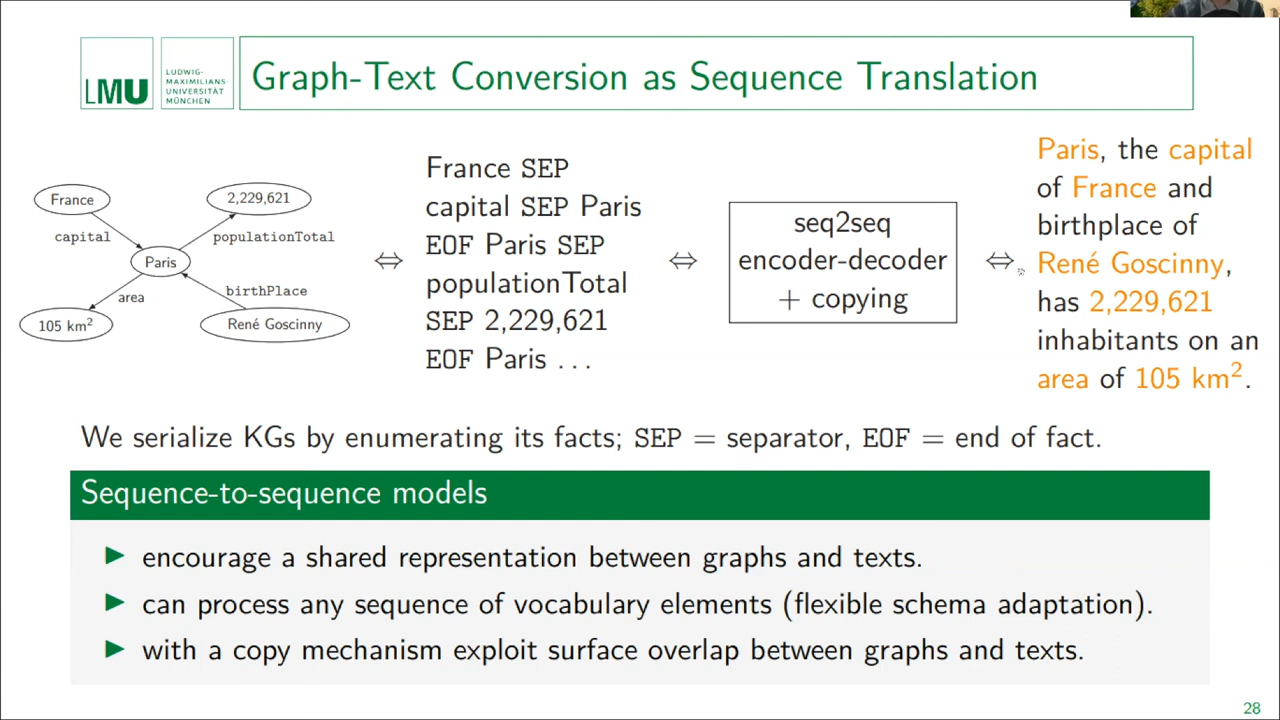 LMU
LUDWIG-
MAXIMILIANS-
UNIVERSITÄT
MÜNCHEN
Graph-Text Conversion as Sequence Translation
France
2,229,621
capital
populationTotal
Paris
area
birthPlace
105 km²
René Goscinny
⇔
France SEP
capital SEP Paris
EOF Paris SEP
populationTotal
SEP 2,229,621
EOF Paris . . .
⇔
seq2seq
encoder-decoder
+ copying
⇔
Paris, the capital
of France and
birthplace of
René Goscinny,
has 2,229,621
inhabitants on an
area of 105 km².
We serialize KGs by enumerating its facts; SEP = separator, EOF = end of fact.
Sequence-to-sequence models
▶ encourage a shared representation between graphs and texts.
▶ can process any sequence of vocabulary elements (flexible schema adaptation).
▶ with a copy mechanism exploit surface overlap between graphs and texts.
28